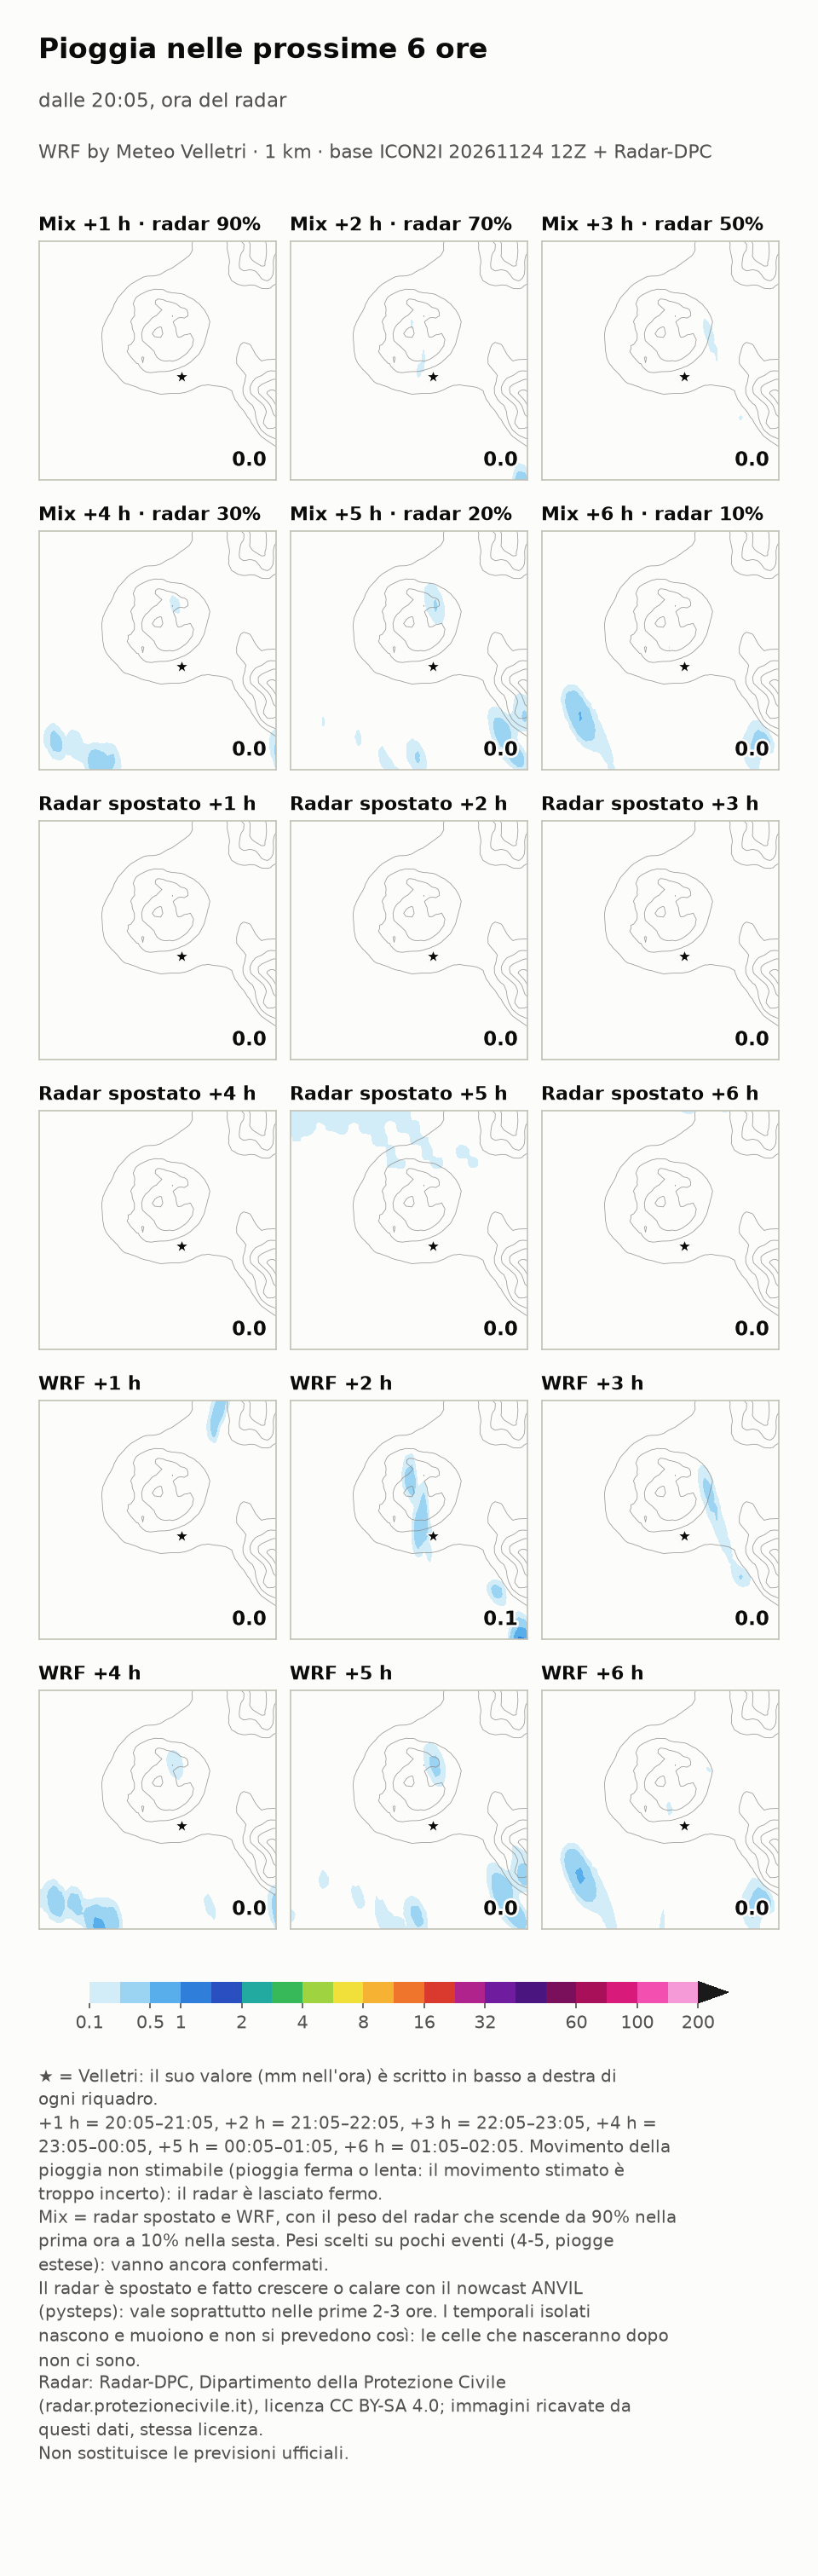 Pioggia nelle prossime 6 ore
dalle 20:05, ora del radar
WRF by Meteo Velletri · 1 km · base ICON2I 20261124 12Z + Radar-DPC
Mix +1 h · radar 90%
Mix +2 h · radar 70%
Mix +3 h · radar 50%
0.0
0.0
0.0
Mix +4 h · radar 30%
Mix +5 h · radar 20%
Mix +6 h · radar 10%
0.0
0.0
0.0
Radar spostato +1 h
Radar spostato +2 h
Radar spostato +3 h
0.0
0.0
0.0
Radar spostato +4 h
Radar spostato +5 h
Radar spostato +6 h
0.0
0.0
0.0
WRF +1 h
WRF +2 h
WRF +3 h
0.0
0.1
0.0
WRF +4 h
WRF +5 h
WRF +6 h
0.0
0.0
0.0
0.1 0.5 1 2 4 8 16 32 60 100 200
★ = Velletri: il suo valore (mm nell'ora) è scritto in basso a destra di
ogni riquadro.
+1 h = 20:05–21:05, +2 h = 21:05–22:05, +3 h = 22:05–23:05, +4 h =
23:05–00:05, +5 h = 00:05–01:05, +6 h = 01:05–02:05. Movimento della
pioggia non stimabile (pioggia ferma o lenta: il movimento stimato è
troppo incerto): il radar è lasciato fermo.
Mix = radar spostato e WRF, con il peso del radar che scende da 90% nella
prima ora a 10% nella sesta. Pesi scelti su pochi eventi (4-5, piogge
estese): vanno ancora confermati.
Il radar è spostato e fatto crescere o calare con il nowcast ANVIL
(pysteps): vale soprattutto nelle prime 2-3 ore. I temporali isolati
nascono e muoiono e non si prevedono così: le celle che nasceranno dopo
non ci sono.
Radar: Radar-DPC, Dipartimento della Protezione Civile
(radar.protezionecivile.it), licenza CC BY-SA 4.0; immagini ricavate da
questi dati, stessa licenza.
Non sostituisce le previsioni ufficiali.